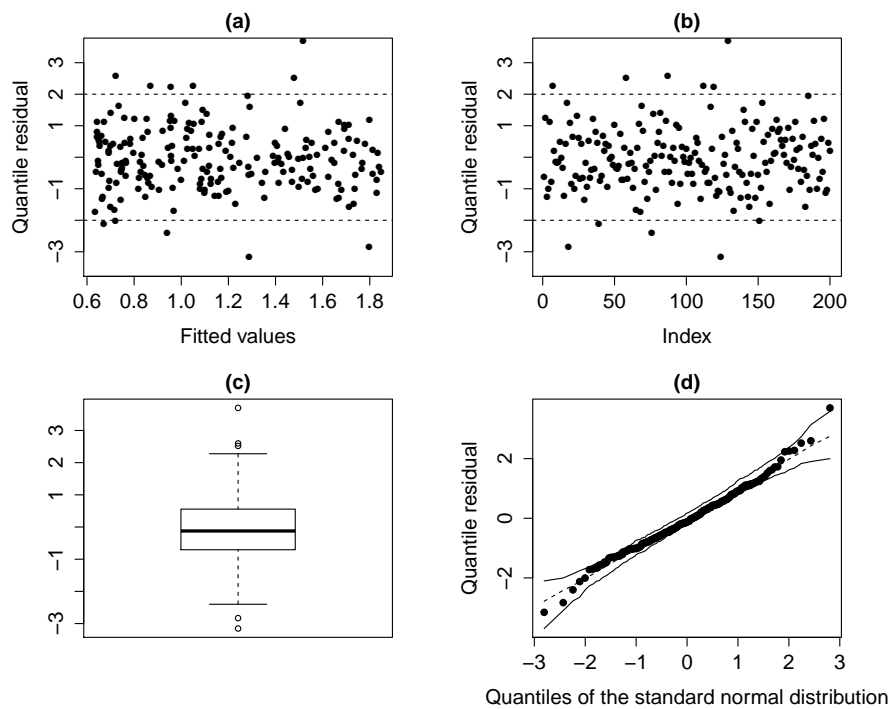 (a)
Quantile residual
3
2
1
−1
−3
0.6 0.8 1.0 1.2 1.4 1.6 1.8
Fitted values
(b)
Quantile residual
3
2
1
−1
−3
0 50 100 150 200
Index
(c)
3
1
−1
−3
(d)
Quantile residual
2
0
−2
−3 −2 −1 0 1 2 3
Quantiles of the standard normal distribution